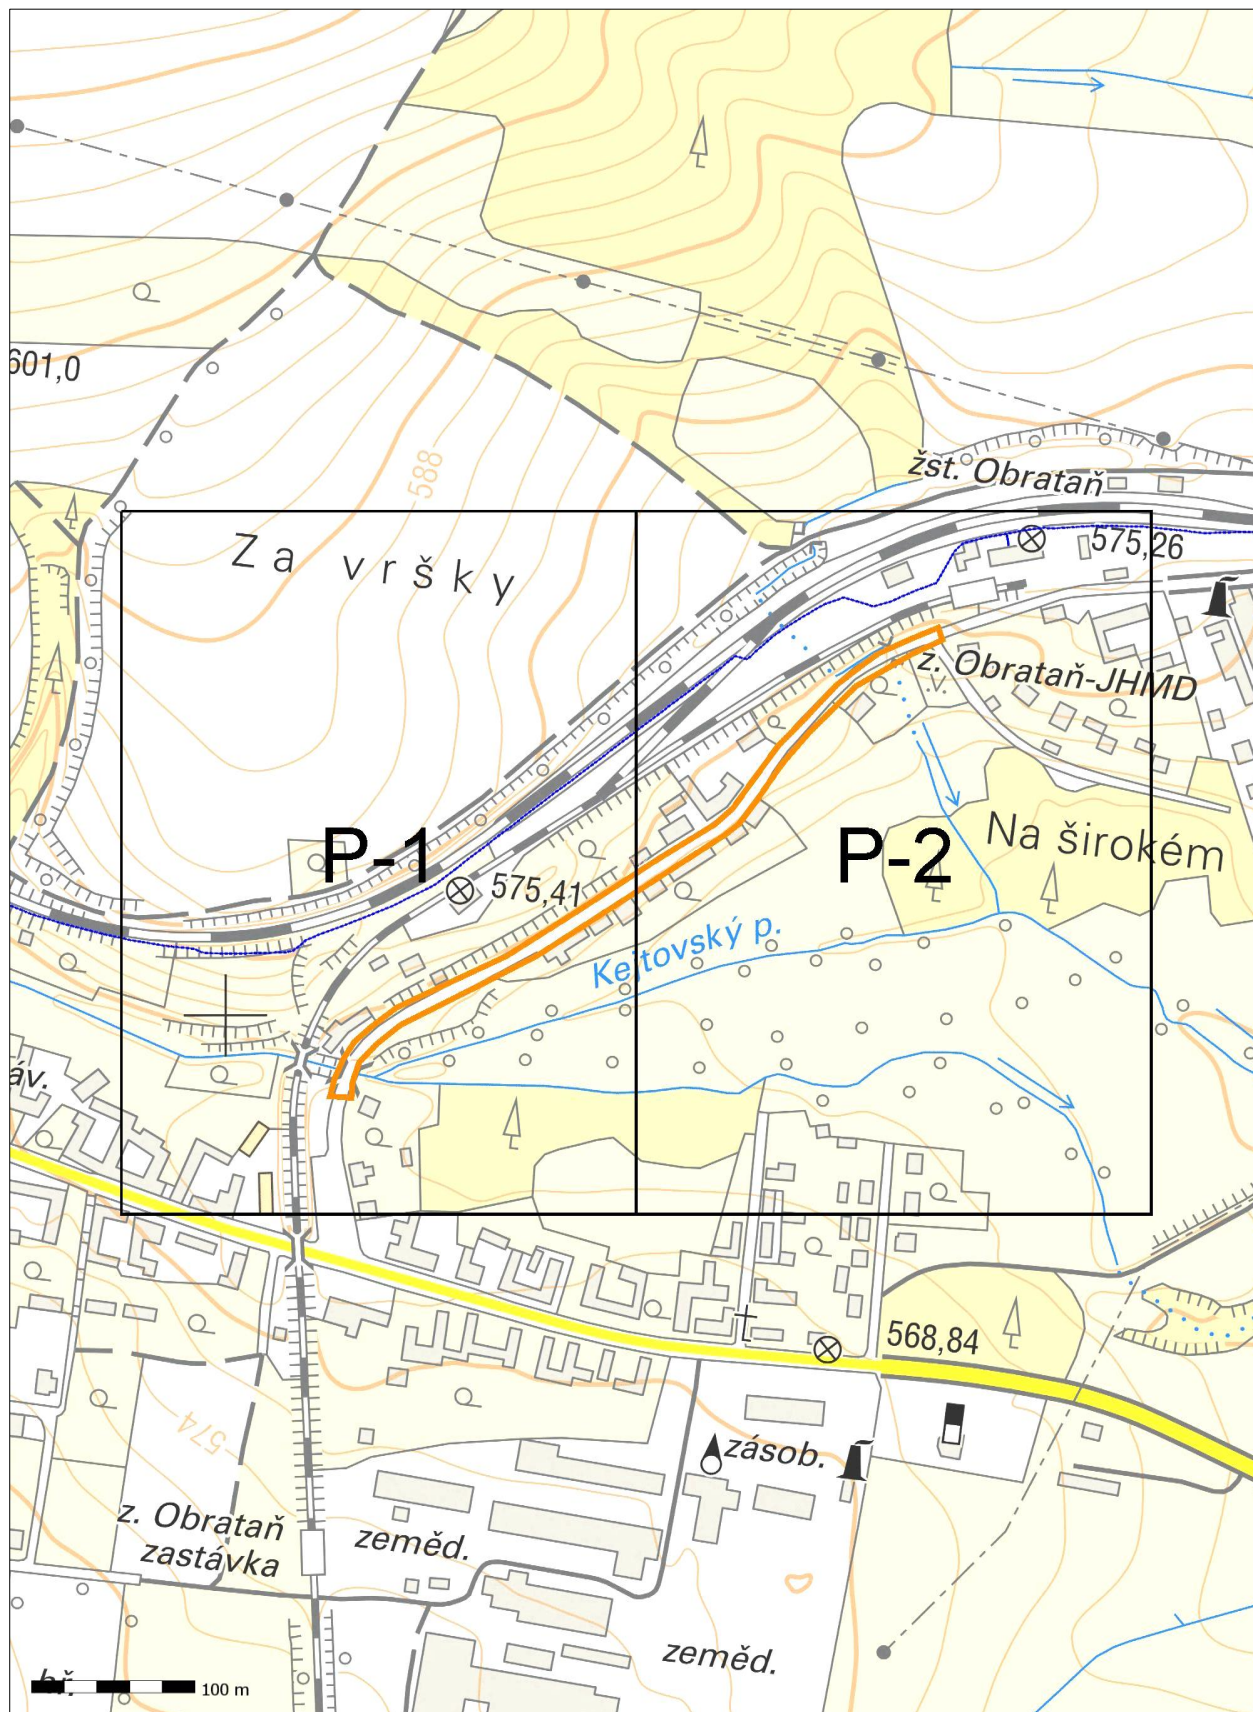 601,0
588
žst. Obrataň
575,26
Za vršky
z. Obrataň-JHMD
P-1
P-2
Na širokém
575,41
Kejtovský p.
áv.
568,84
574
zásob.
z. Obrataň
zastávka
zeměd.
zeměd.
hř.
100 m